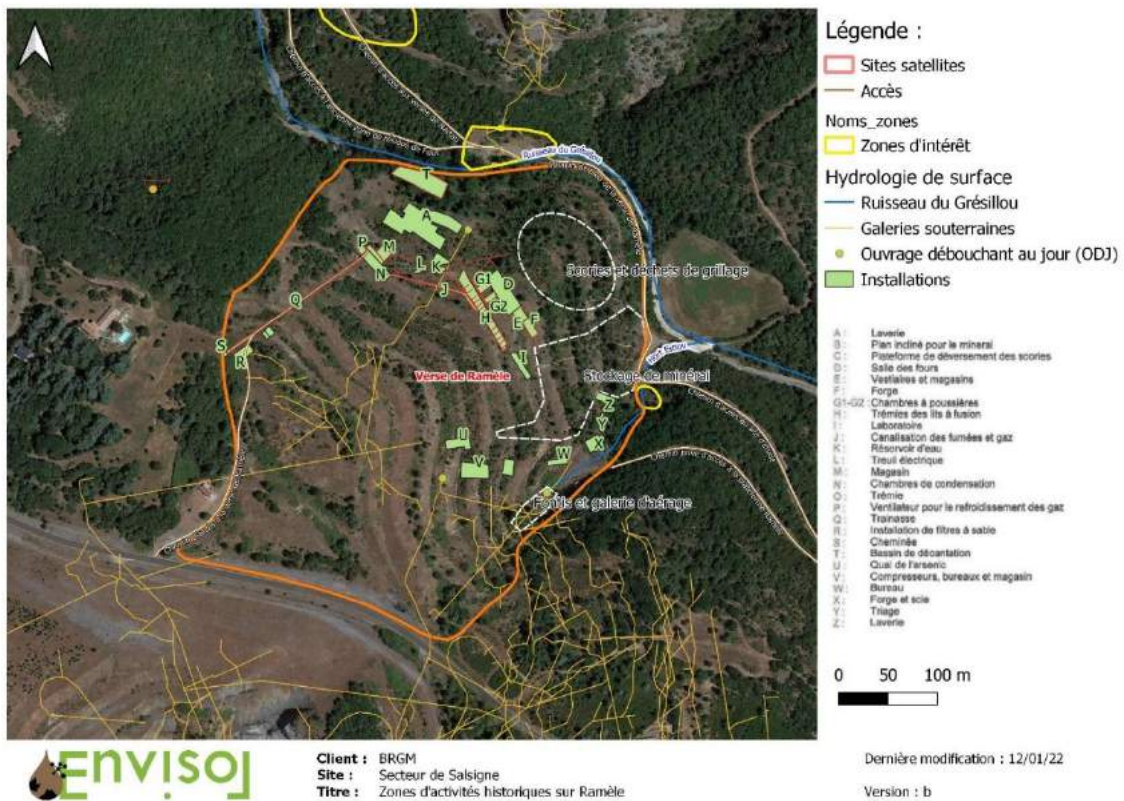 Légende :
Sites satellites
Accès
Noms_zones
Zones d'intérêt
Hydrologie de surface
Ruisseau du Grésillou
Galeries souterraines
Ouvrage débouchant au jour (ODJ)
Installations
A : Laverie
B : Plan incliné pour le minerai
C : Plateforme de déversement des scories
D : Salle des fours
E : Vestiaires et magasins
F : Forge
G1-G2 : Chambres à poussières
H : Trémies des lits à fusion
I : Laboratoire
J : Canalisation des fumées et gaz
K : Réservoir d'eau
L : Treuil électrique
M : Magasin
N : Chambres de condensation
O : Trémie
P : Ventilateur pour le refroidissement des gaz
Q : Trainasse
R : Installation de filtres à sable
S : Cheminée
T : Bassin de décantation
U : Quai de l'arsenic
V : Compresseurs, bureaux et magasin
W : Bureau
X : Forge et scie
Y : Triage
Z : Laverie
0 50 100 m
Ruisseau du Grésillou
T
A
P M
N
L K
J
G1 D
G2
H
E F
I
Q
S
R
Scories et déchets de grillage
Verse de Ramèle
Stockage de minérai
Z
Y
X
W
U
V
Fontis et galerie d'aérage
Envisol
Client : BRGM
Site : Secteur de Salsigne
Titre : Zones d'activités historiques sur Ramèle
Dernière modification : 12/01/22
Version : b